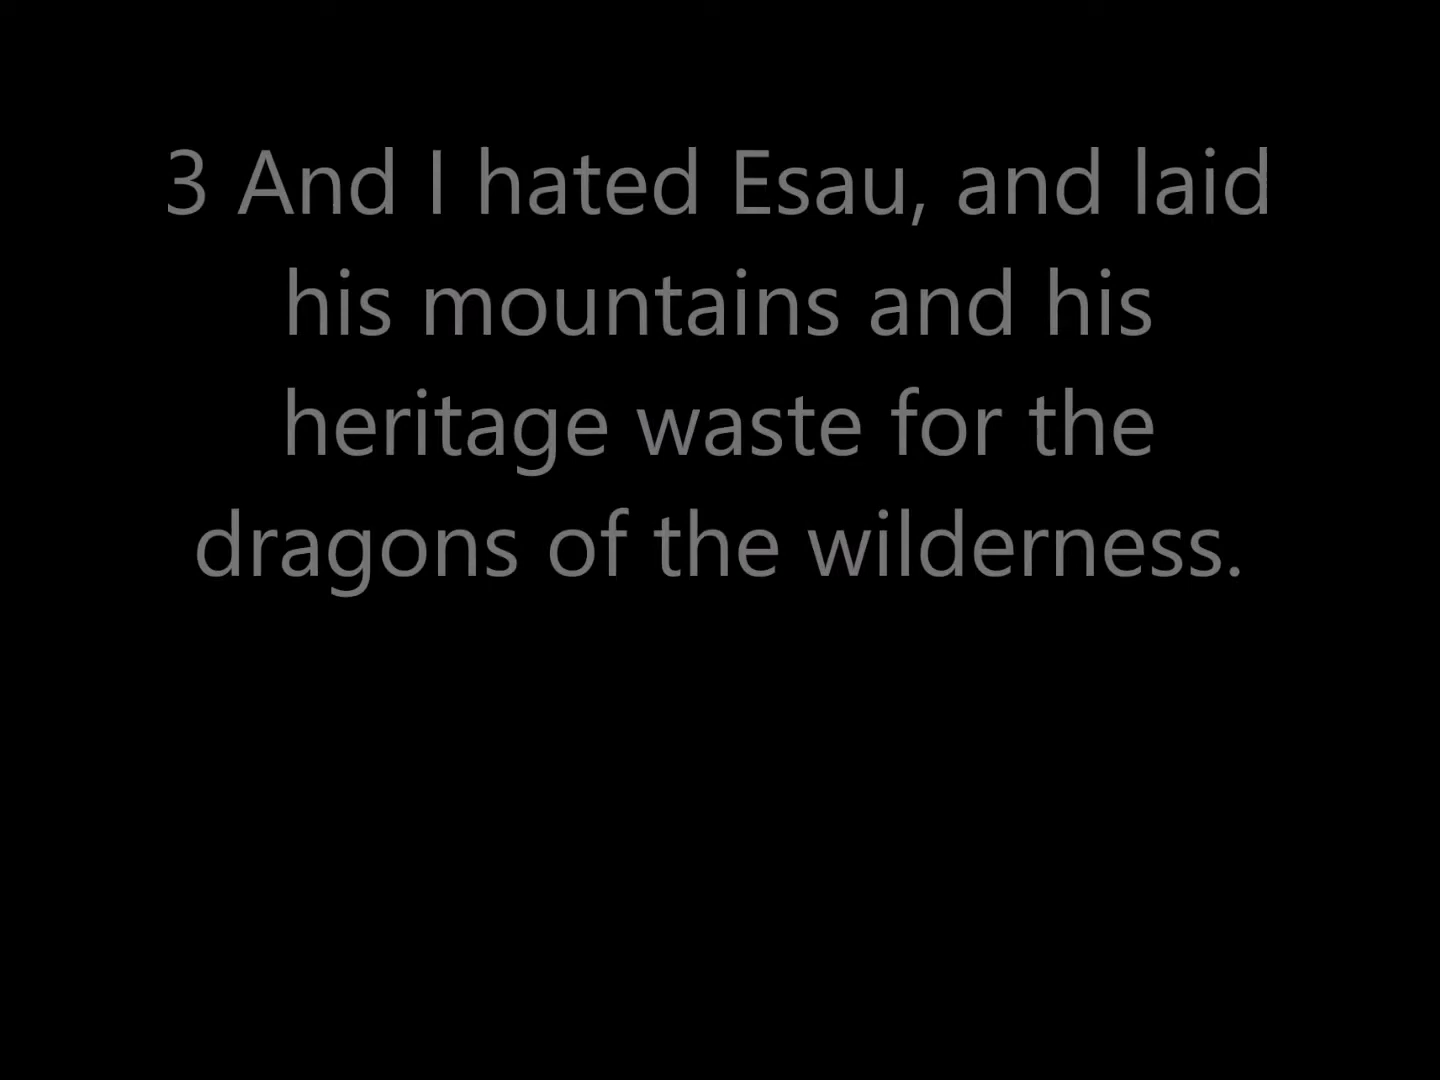 3 And I hated Esau, and laid
his mountains and his
heritage waste for the
dragons of the wilderness.